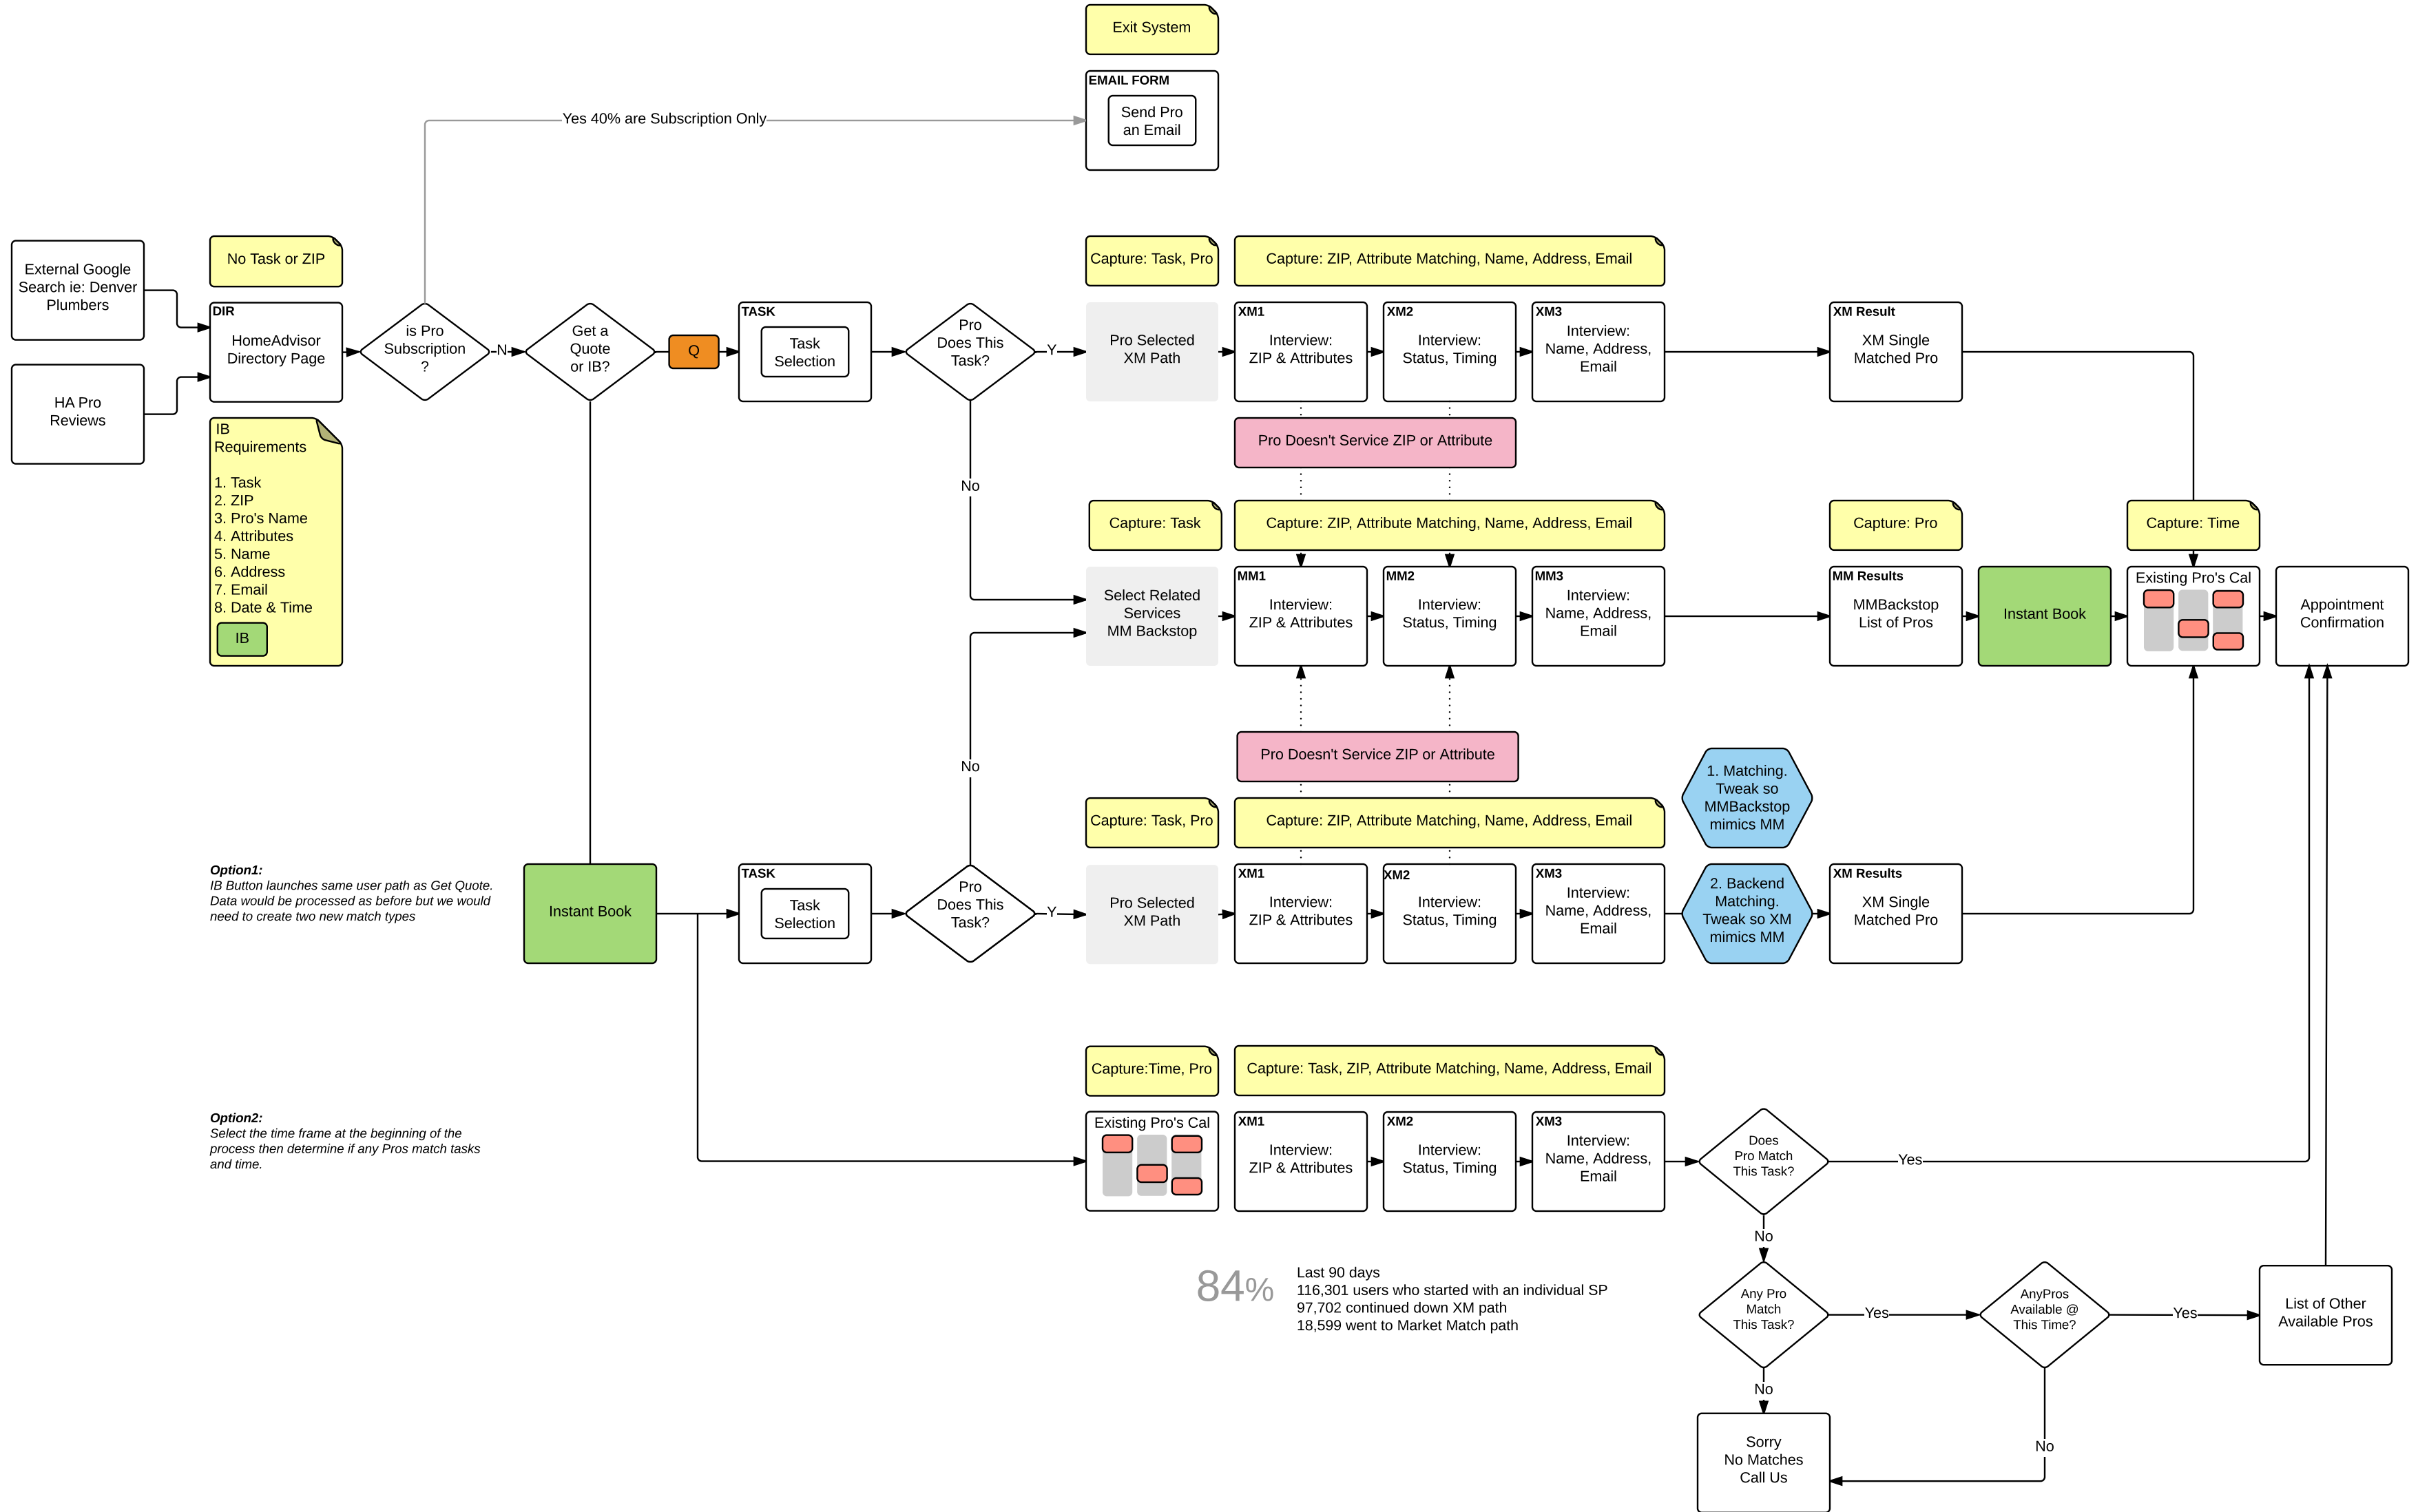 Exit System
EMAIL FORM
Send Pro
an Email
Yes 40% are Subscription Only
External Google
Search ie: Denver
Plumbers
HA Pro
Reviews
No Task or ZIP
DIR
HomeAdvisor
Directory Page
is Pro
Subscription
?
N
Get a
Quote
or IB?
Q
TASK
Task
Selection
Pro
Does This
Task?
Y
No
Capture: Task, Pro
Pro Selected
XM Path
Capture: ZIP, Attribute Matching, Name, Address, Email
XM1
Interview:
ZIP & Attributes
XM2
Interview:
Status, Timing
XM3
Interview:
Name, Address,
Email
XM Result
XM Single
Matched Pro
Pro Doesn't Service ZIP or Attribute
IB
Requirements
1. Task
2. ZIP
3. Pro's Name
4. Attributes
5. Name
6. Address
7. Email
8. Date & Time
IB
Capture: Task
Select Related
Services
MM Backstop
Capture: ZIP, Attribute Matching, Name, Address, Email
MM1
Interview:
ZIP & Attributes
MM2
Interview:
Status, Timing
MM3
Interview:
Name, Address,
Email
Capture: Pro
MM Results
MMBackstop
List of Pros
Instant Book
Capture: Time
Existing Pro's Cal
Appointment
Confirmation
No
Pro Doesn't Service ZIP or Attribute
1. Matching.
Tweak so
MMBackstop
mimics MM
Option1:
IB Button launches same user path as Get Quote.
Data would be processed as before but we would
need to create two new match types
Instant Book
TASK
Task
Selection
Pro
Does This
Task?
Y
Capture: Task, Pro
Pro Selected
XM Path
Capture: ZIP, Attribute Matching, Name, Address, Email
XM1
Interview:
ZIP & Attributes
XM2
Interview:
Status, Timing
XM3
Interview:
Name, Address,
Email
2. Backend
Matching.
Tweak so XM
mimics MM
XM Results
XM Single
Matched Pro
Option2:
Select the time frame at the beginning of the
process then determine if any Pros match tasks
and time.
Capture:Time, Pro
Existing Pro's Cal
Capture: Task, ZIP, Attribute Matching, Name, Address, Email
XM1
Interview:
ZIP & Attributes
XM2
Interview:
Status, Timing
XM3
Interview:
Name, Address,
Email
Does
Pro Match
This Task?
Yes
No
84%
Last 90 days
116,301 users who started with an individual SP
97,702 continued down XM path
18,599 went to Market Match path
Any Pro
Match
This Task?
Yes
AnyPros
Available @
This Time?
Yes
List of Other
Available Pros
No
No
Sorry
No Matches
Call Us